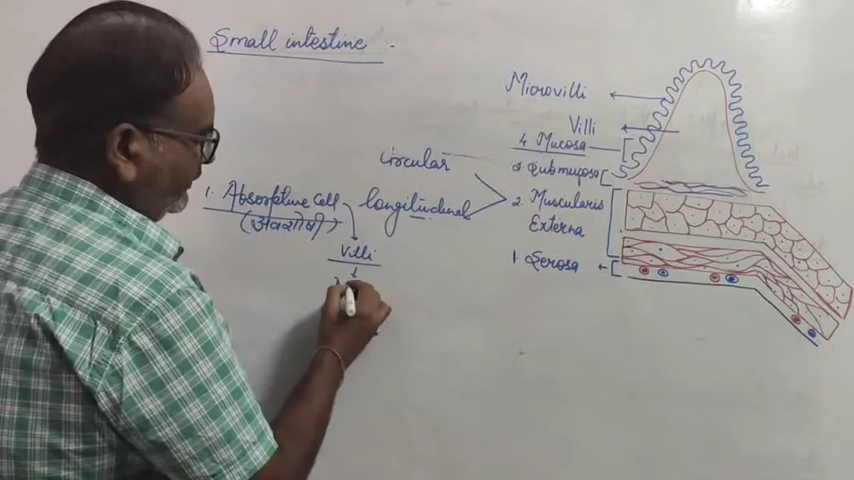 Small intestine :-
Microvilli
Villi
4. Mucosa
3. Submucosa
2. Muscularis
Externa
1. Serosa
Circular
longitudinal
1. Absorptive Cell
(अवशोषी)
Villi